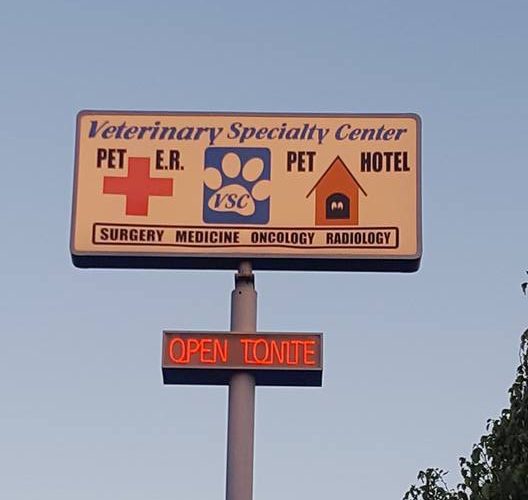 Veterinary Specialty Center
PET E.R. PET HOTEL
VSC
SURGERY MEDICINE ONCOLOGY RADIOLOGY
OPEN TONITE